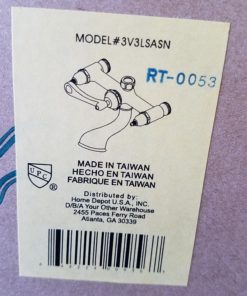 MODEL#3V3LSASN
RT-0053
MADE IN TAIWAN
HECHO EN TAIWAN
FABRIQUE EN TAIWAN
UPC
Distributed by:
Home Depot U.S.A., INC.
D/B/A Your Other Warehouse
2455 Paces Ferry Road
Atlanta, GA 30339